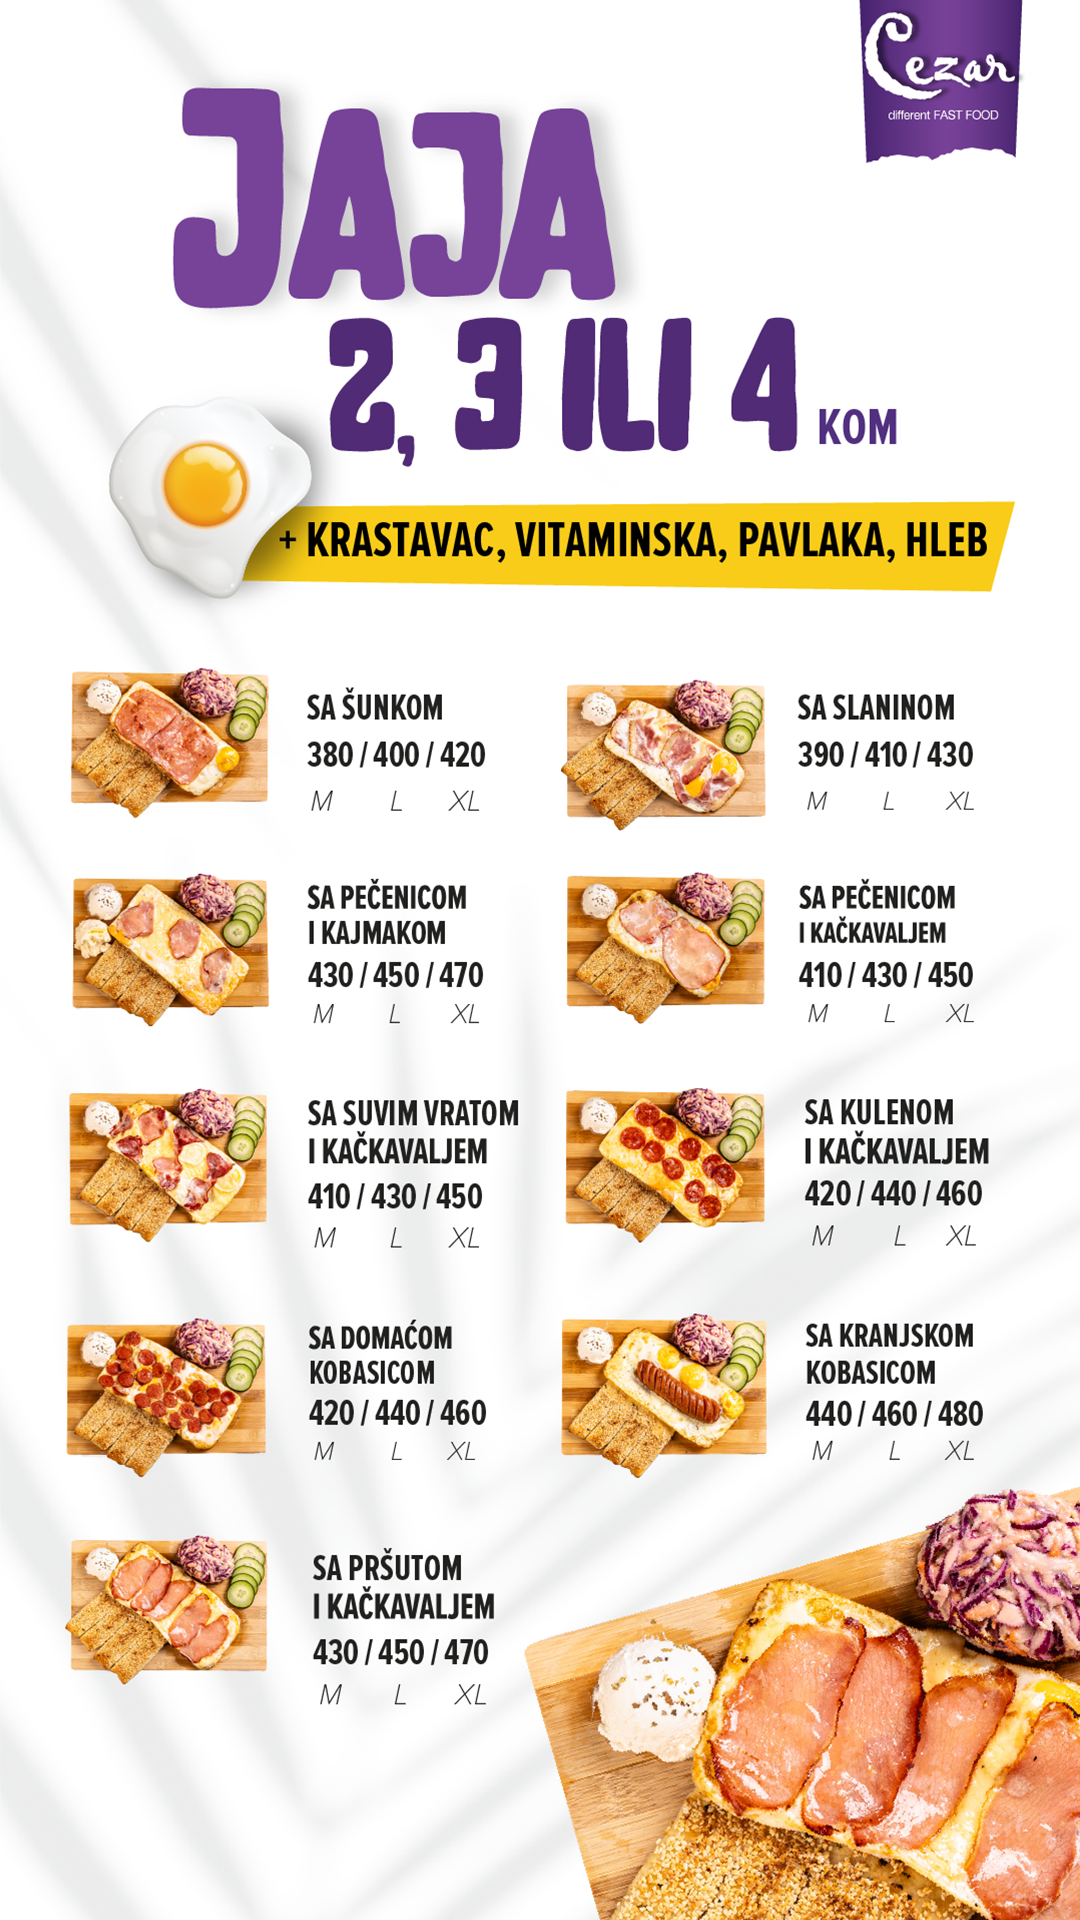 Cezar
different FAST FOOD
JAJA
2, 3 ILI 4 KOM
+ KRASTAVAC, VITAMINSKA, PAVLAKA, HLEB
SA ŠUNKOM
380 / 400 / 420
M L XL
SA SLANINOM
390 / 410 / 430
M L XL
SA PEČENICOM
I KAJMAKOM
430 / 450 / 470
M L XL
SA PEČENICOM
I KAČKAVALJEM
410 / 430 / 450
M L XL
SA SUVIM VRATOM
I KAČKAVALJEM
410 / 430 / 450
M L XL
SA KULENOM
I KAČKAVALJEM
420 / 440 / 460
M L XL
SA DOMAĆOM
KOBASICOM
420 / 440 / 460
M L XL
SA KRANJSKOM
KOBASICOM
440 / 460 / 480
M L XL
SA PRŠUTOM
I KAČKAVALJEM
430 / 450 / 470
M L XL